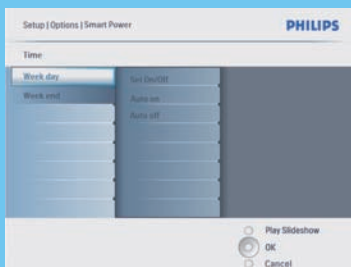 Setup | Options | Smart Power
PHILIPS
Time
Week day
Set On/Off
Week end
Auto on
Auto off
Play Slideshow
OK
Cancel